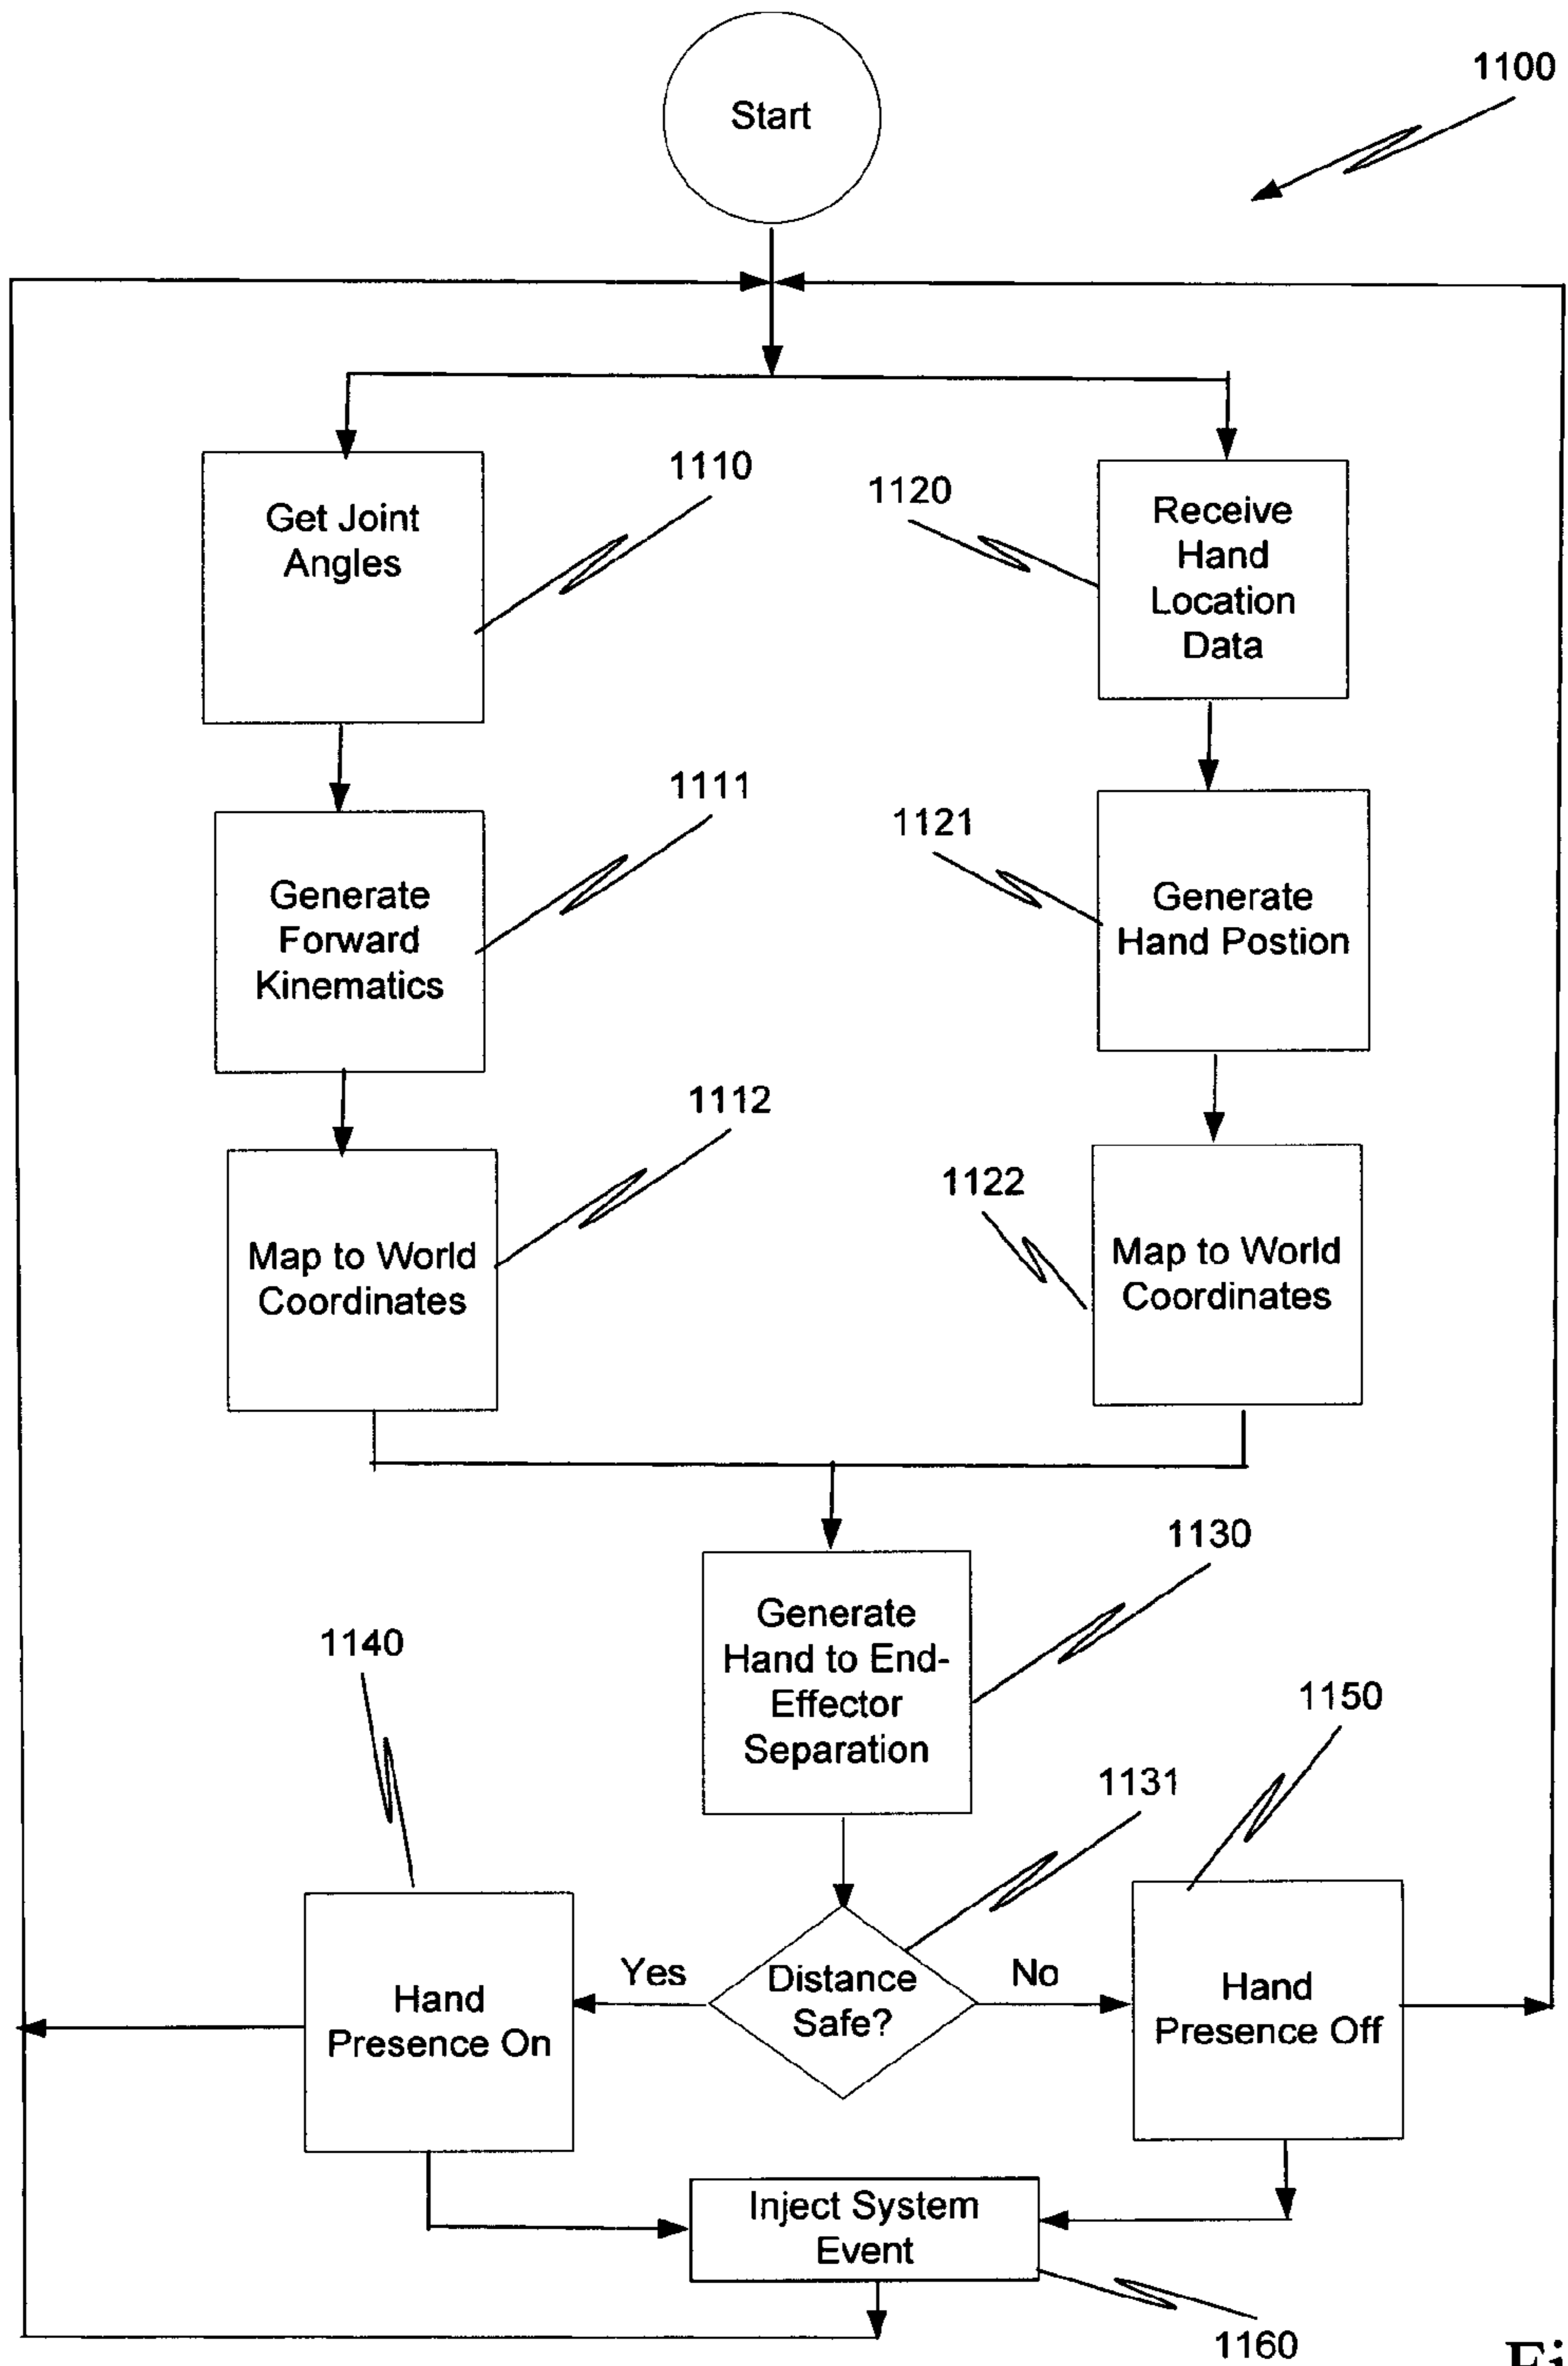 Start
1100
Get Joint
Angles
1110
1120
Receive
Hand
Location
Data
Generate
Forward
Kinematics
1111
1121
Generate
Hand Postion
Map to World
Coordinates
1112
1122
Map to World
Coordinates
Generate
Hand to End-
Effector
Separation
1130
1131
1140
Hand
Presence On
Yes
Distance
Safe?
No
1150
Hand
Presence Off
Inject System
Event
1160